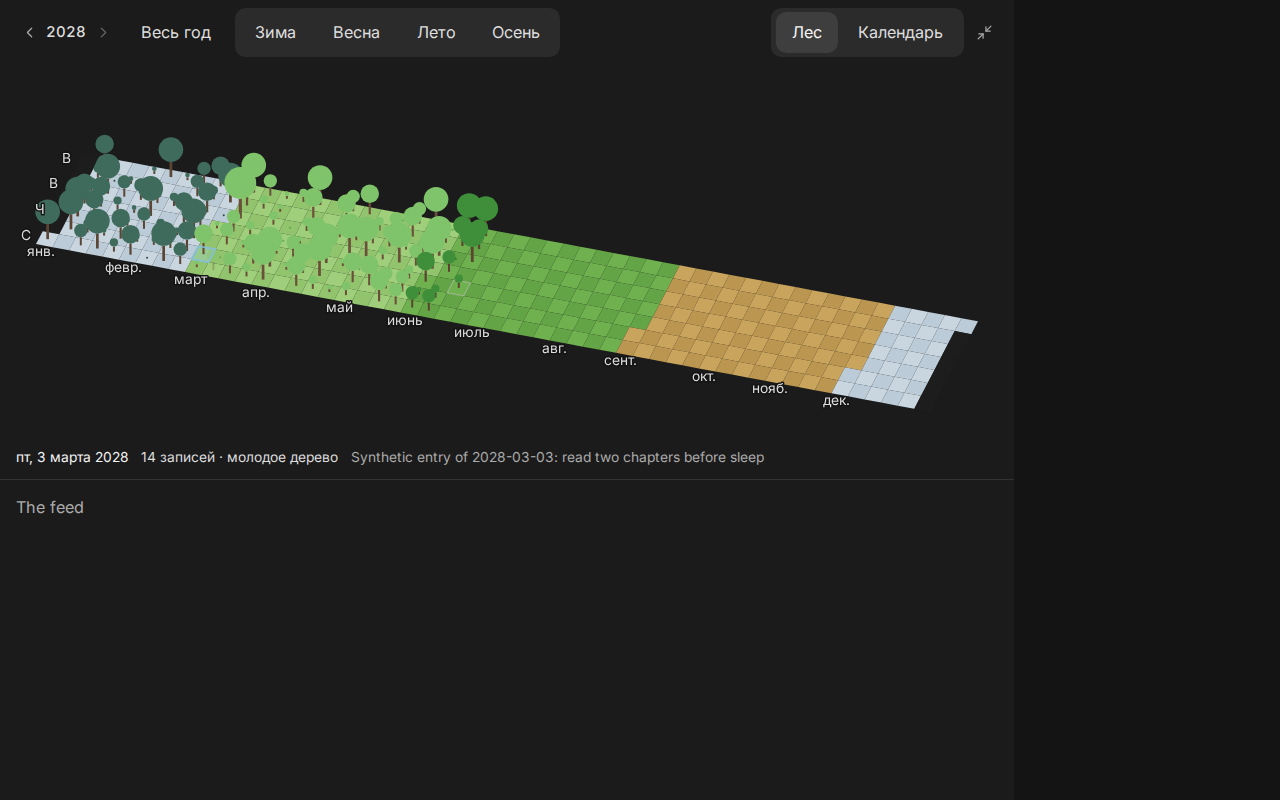 2028 Весь год Зима Весна Лето Осень Лес Календарь
В
В
Ч
С
янв.
февр.
март
апр.
май
июнь
июль
авг.
сент.
окт.
нояб.
дек.
пт, 3 марта 2028 14 записей · молодое дерево Synthetic entry of 2028-03-03: read two chapters before sleep
The feed